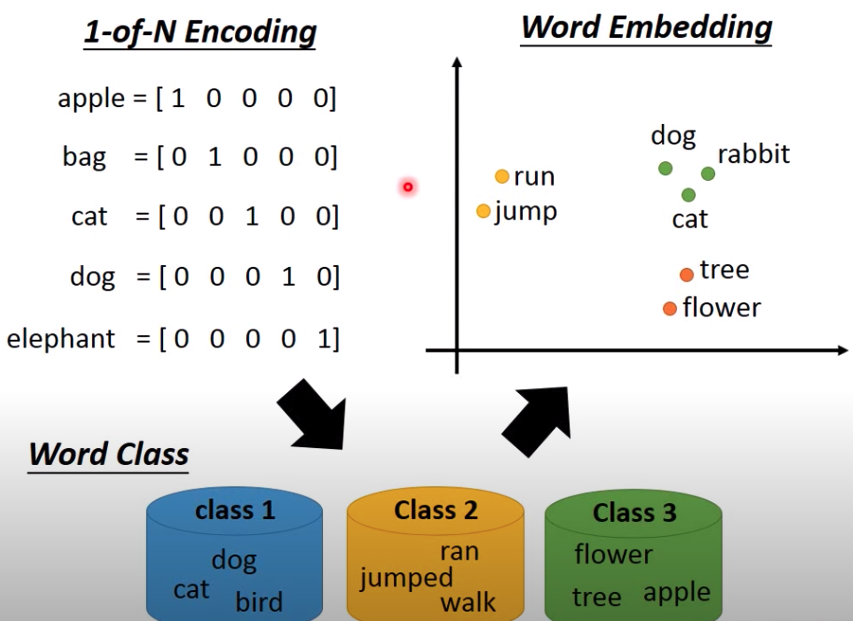 1-of-N Encoding
apple = [ 1 0 0 0 0]
bag = [ 0 1 0 0 0]
cat = [ 0 0 1 0 0]
dog = [ 0 0 0 1 0]
elephant = [ 0 0 0 0 1]
Word Embedding
dog
rabbit
run
jump
cat
tree
flower
Word Class
class 1
dog
cat
bird
Class 2
ran
jumped
walk
Class 3
flower
tree apple